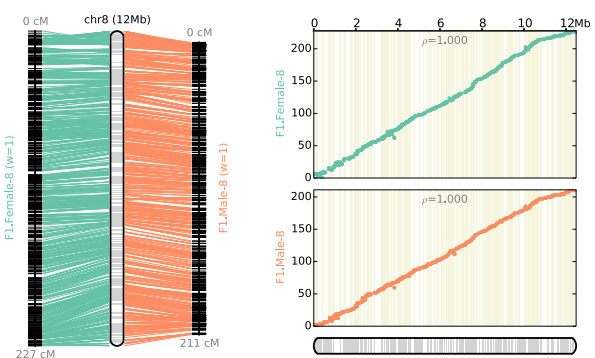 0 cM
chr8 (12Mb)
0 cM
F1.Female-8 (w=1)
F1.Male-8 (w=1)
227 cM
211 cM
0 2 4 6 8 10 12Mb
ρ=1.000
F1.Female-8
200
150
100
50
0
ρ=1.000
F1.Male-8
200
150
100
50
0